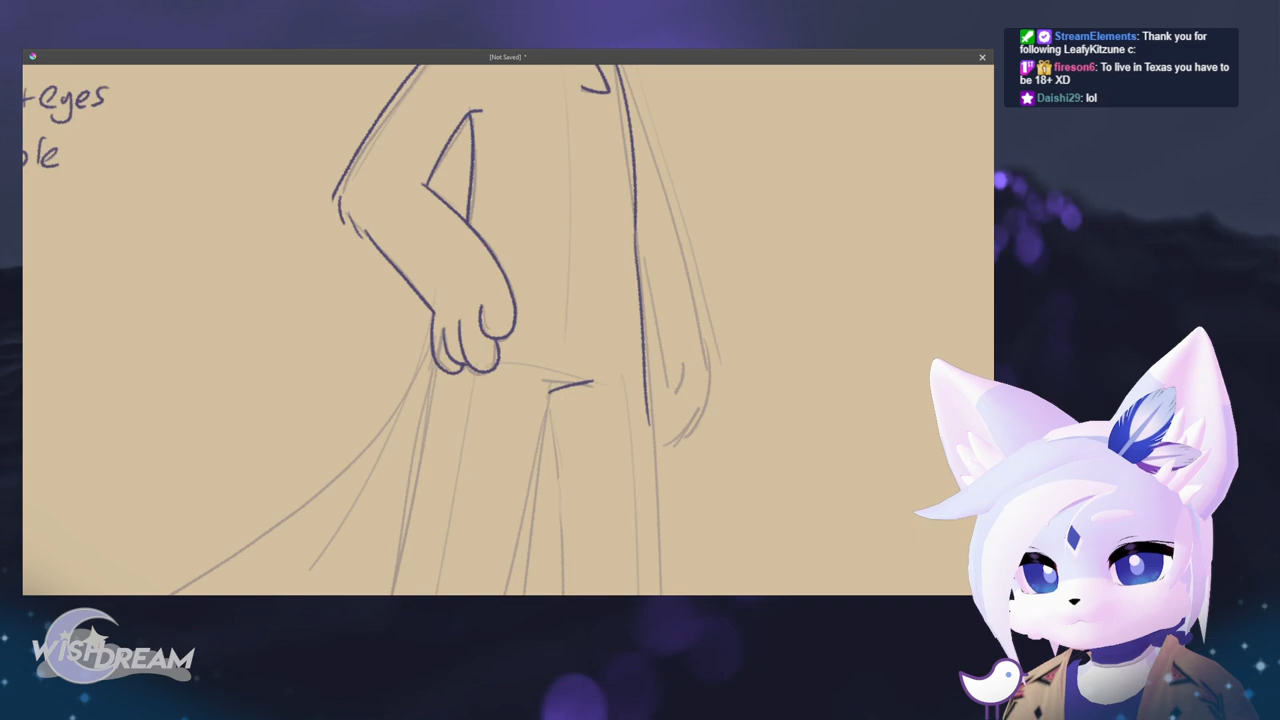 [Not Saved] *
eyes
StreamElements: Thank you for
following LeafyKitzune c:
fireson6: To live in Texas you have to
be 18+ XD
Daishi29: lol
WISHDREAM